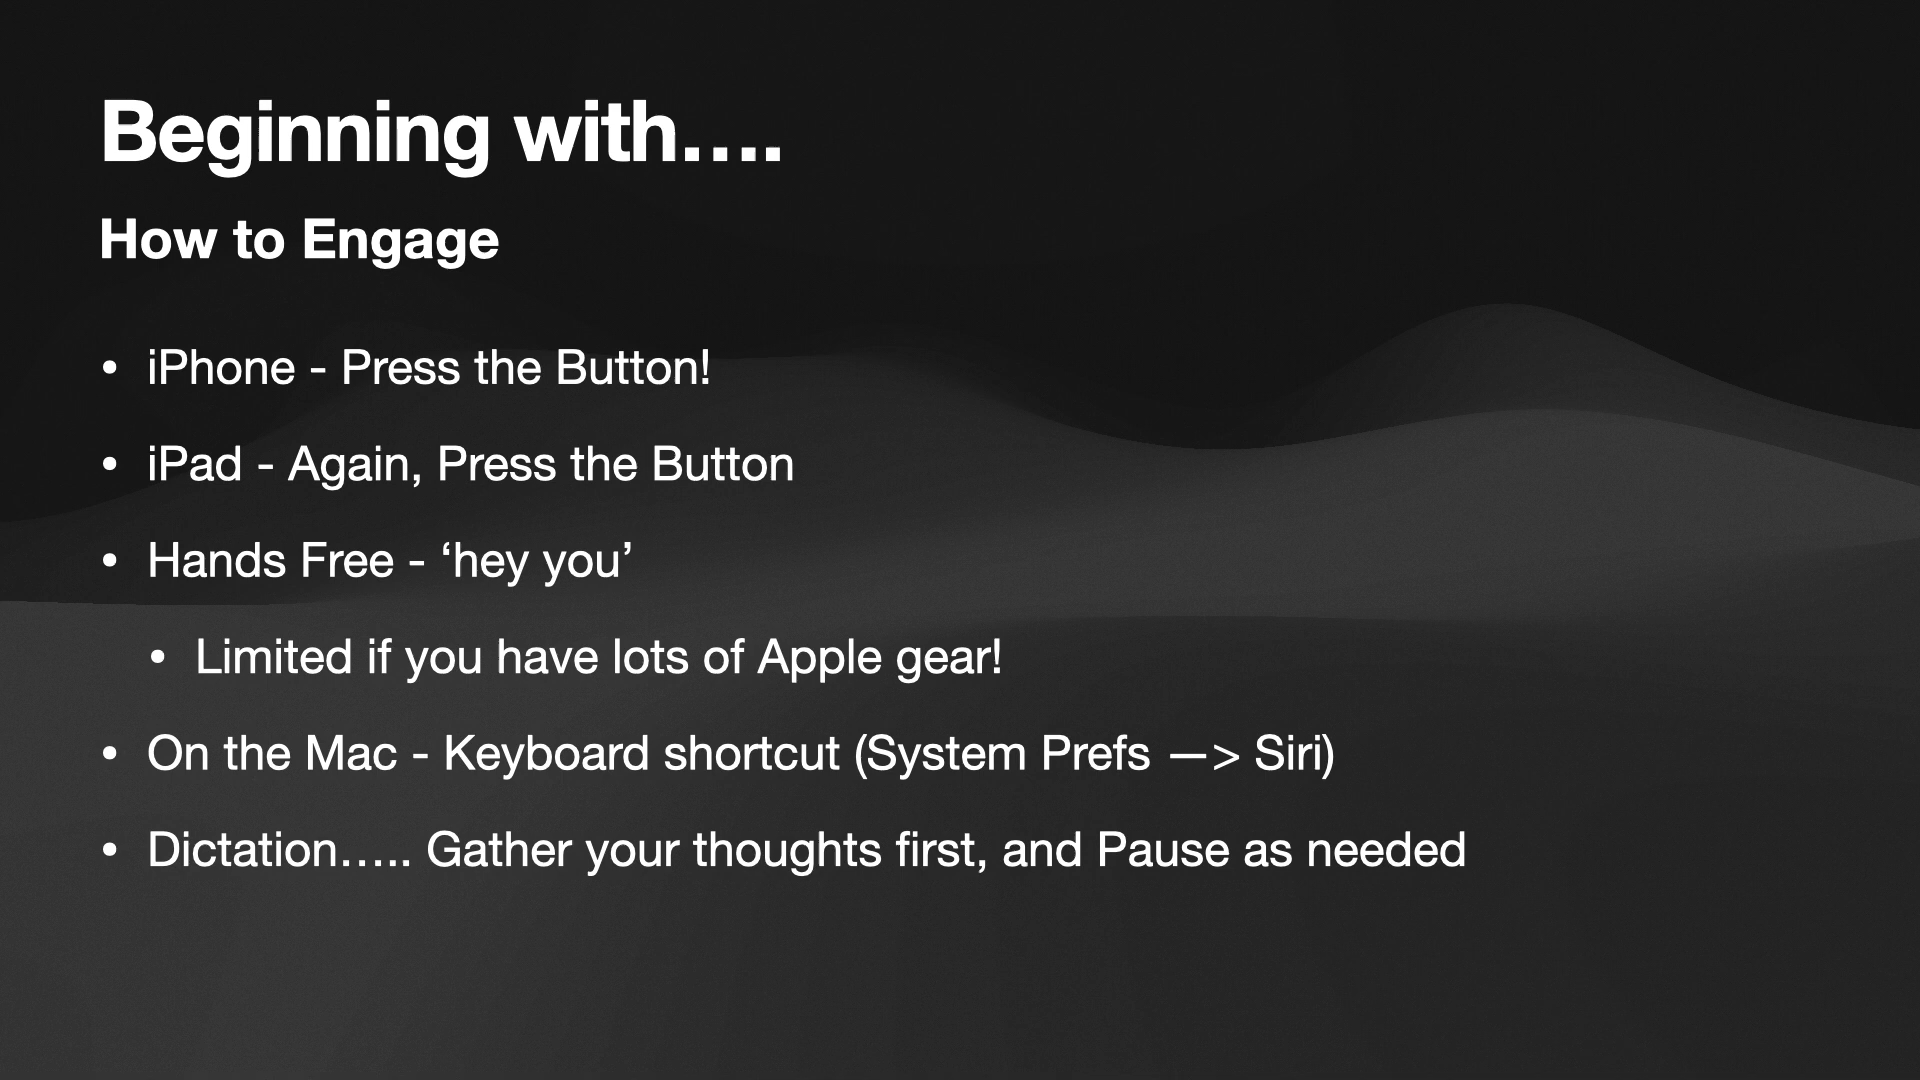 Beginning with….
How to Engage
• iPhone - Press the Button!
• iPad - Again, Press the Button
• Hands Free - ‘hey you’
• Limited if you have lots of Apple gear!
• On the Mac - Keyboard shortcut (System Prefs —> Siri)
• Dictation….. Gather your thoughts first, and Pause as needed